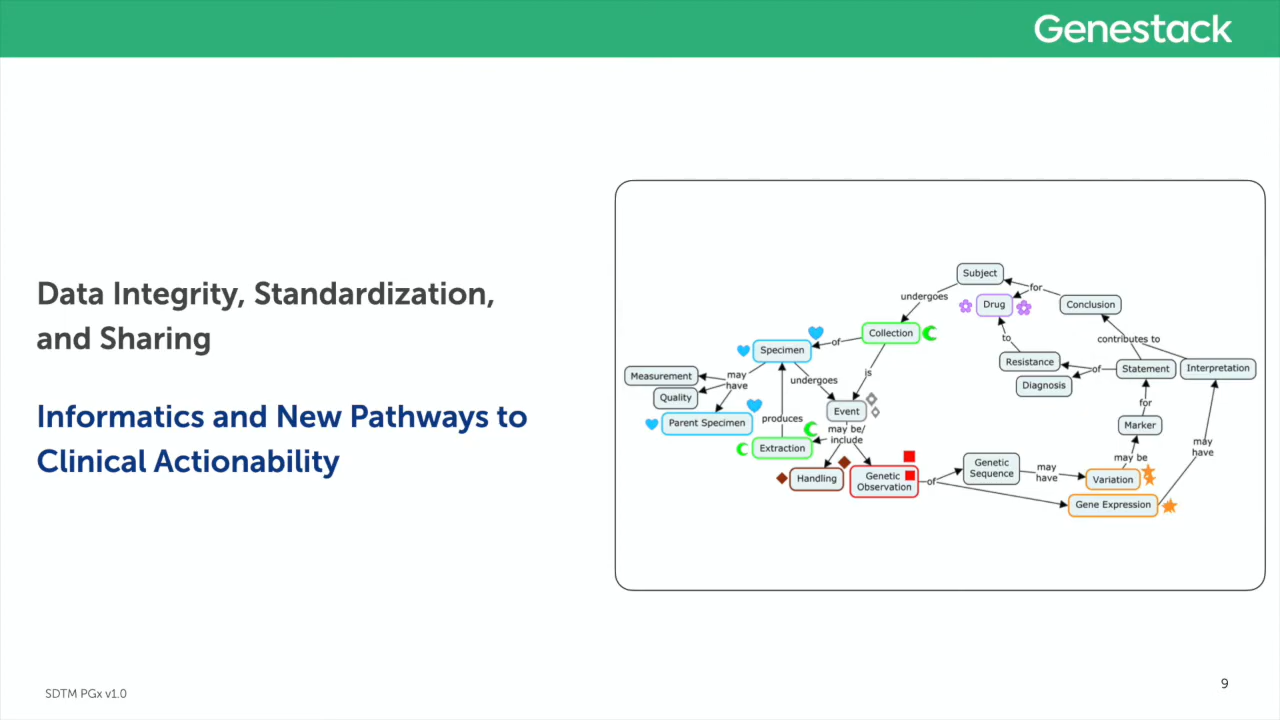 Genestack
Data Integrity, Standardization,
and Sharing
Informatics and New Pathways to
Clinical Actionability
Subject
undergoes
for
Drug
Conclusion
Collection
to
contributes to
of
Specimen
Resistance
of
Statement
Interpretation
Measurement
may
have
undergoes
is
Diagnosis
Quality
Event
for
Parent Specimen
produces
may be/
include
Marker
Extraction
may
have
may be
Handling
Genetic
Observation
of
Genetic
Sequence
may
have
Variation
Gene Expression
SDTM PGx v1.0
9